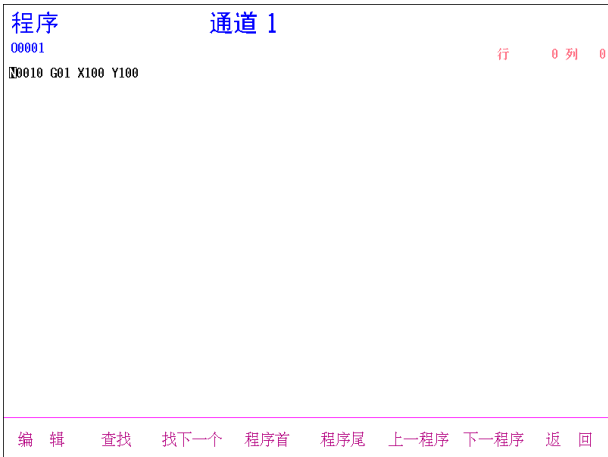 程序 通道 1
O0001
行 0 列 0
N0010 G01 X100 Y100
编 辑 查找 找下一个 程序首 程序尾 上一程序 下一程序 返 回